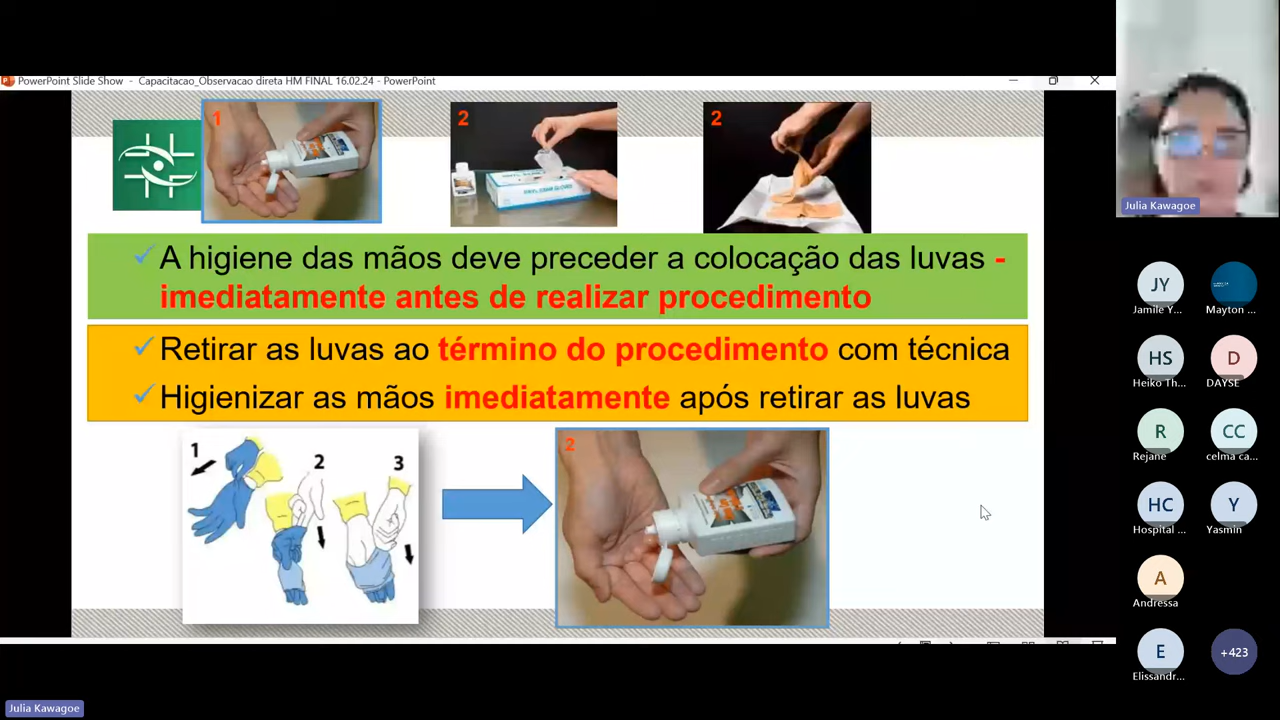 PowerPoint Slide Show - Capacitacao_Observacao direta HM FINAL 16.02.24 - PowerPoint
1
2
2
A higiene das mãos deve preceder a colocação das luvas -
imediatamente antes de realizar procedimento
Retirar as luvas ao término do procedimento com técnica
Higienizar as mãos imediatamente após retirar as luvas
1
2
3
2
Julia Kawagoe
JY
Jamile Y...
Mayton ...
HS
Heiko Th...
D
DAYSE
R
Rejane
CC
celma ca...
HC
Hospital ...
Y
Yasmin
A
Andressa
E
Elissandr...
+423
Julia Kawagoe